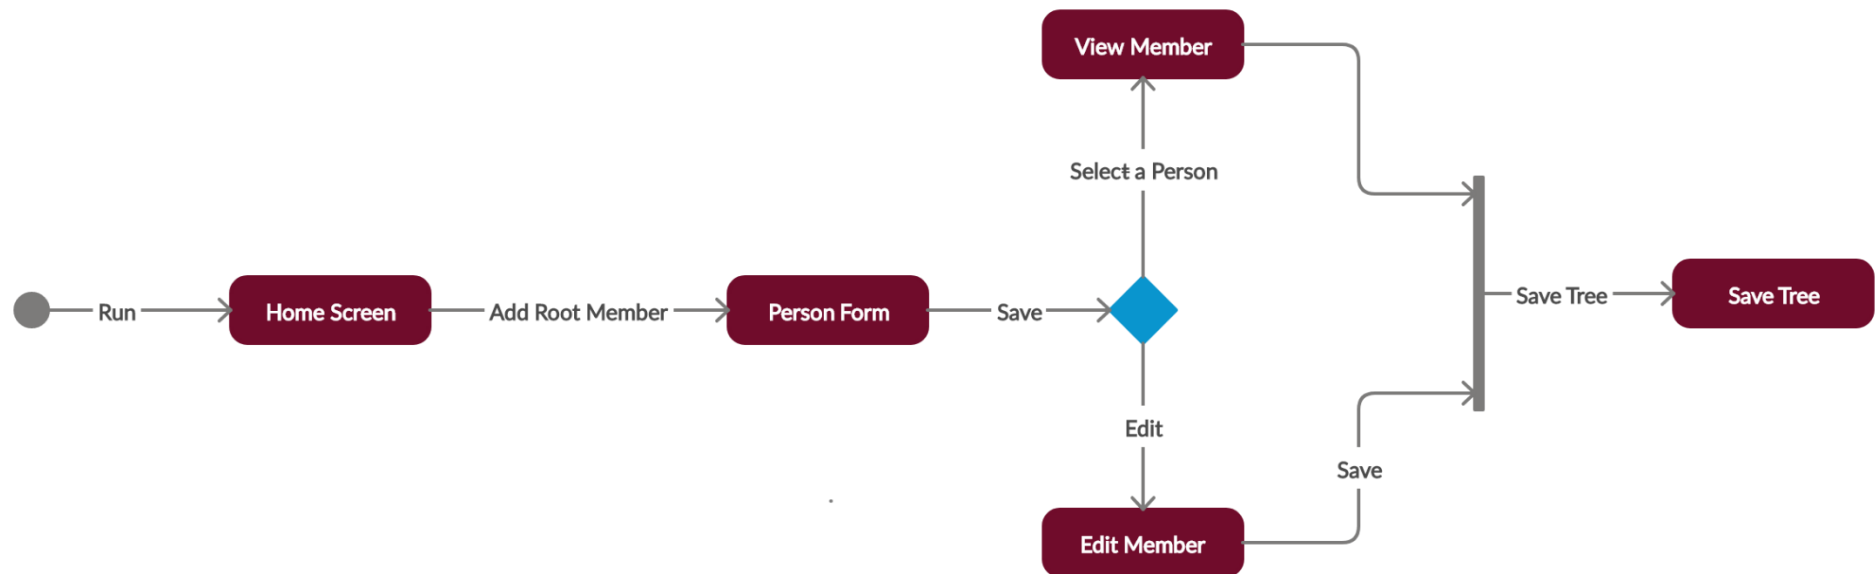 View Member
Select a Person
Run
Home Screen
Add Root Member
Person Form
Save
Save Tree
Save Tree
Edit
Save
Edit Member